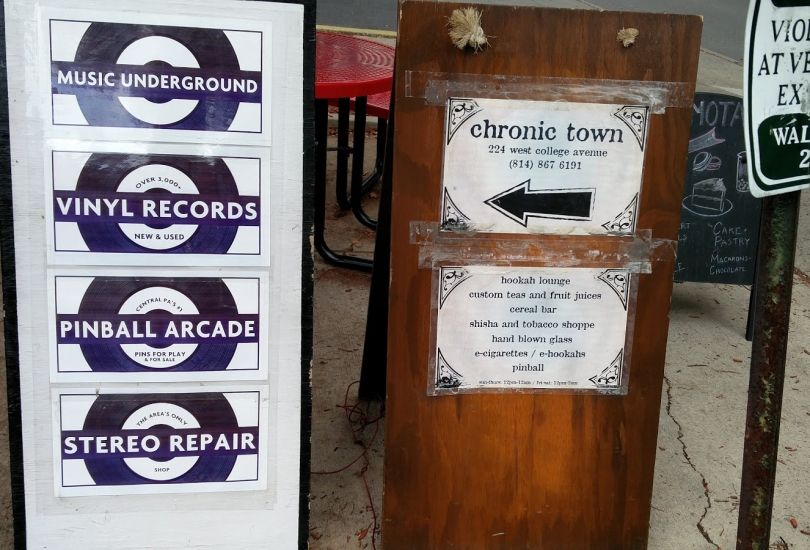 MUSIC UNDERGROUND
OVER 3,000+
VINYL RECORDS
NEW & USED
CENTRAL PA'S #1
PINBALL ARCADE
PINS FOR PLAY
& FOR SALE
THE AREA'S ONLY
STEREO REPAIR
SHOP
chronic town
224 west college avenue
(814) 867 6191
hookah lounge
custom teas and fruit juices
cereal bar
shisha and tobacco shoppe
hand blown glass
e-cigarettes / e-hookahs
pinball
CAKE+
PASTRY
MACARONS-
CHOCOLATE
AT VE
EX
2